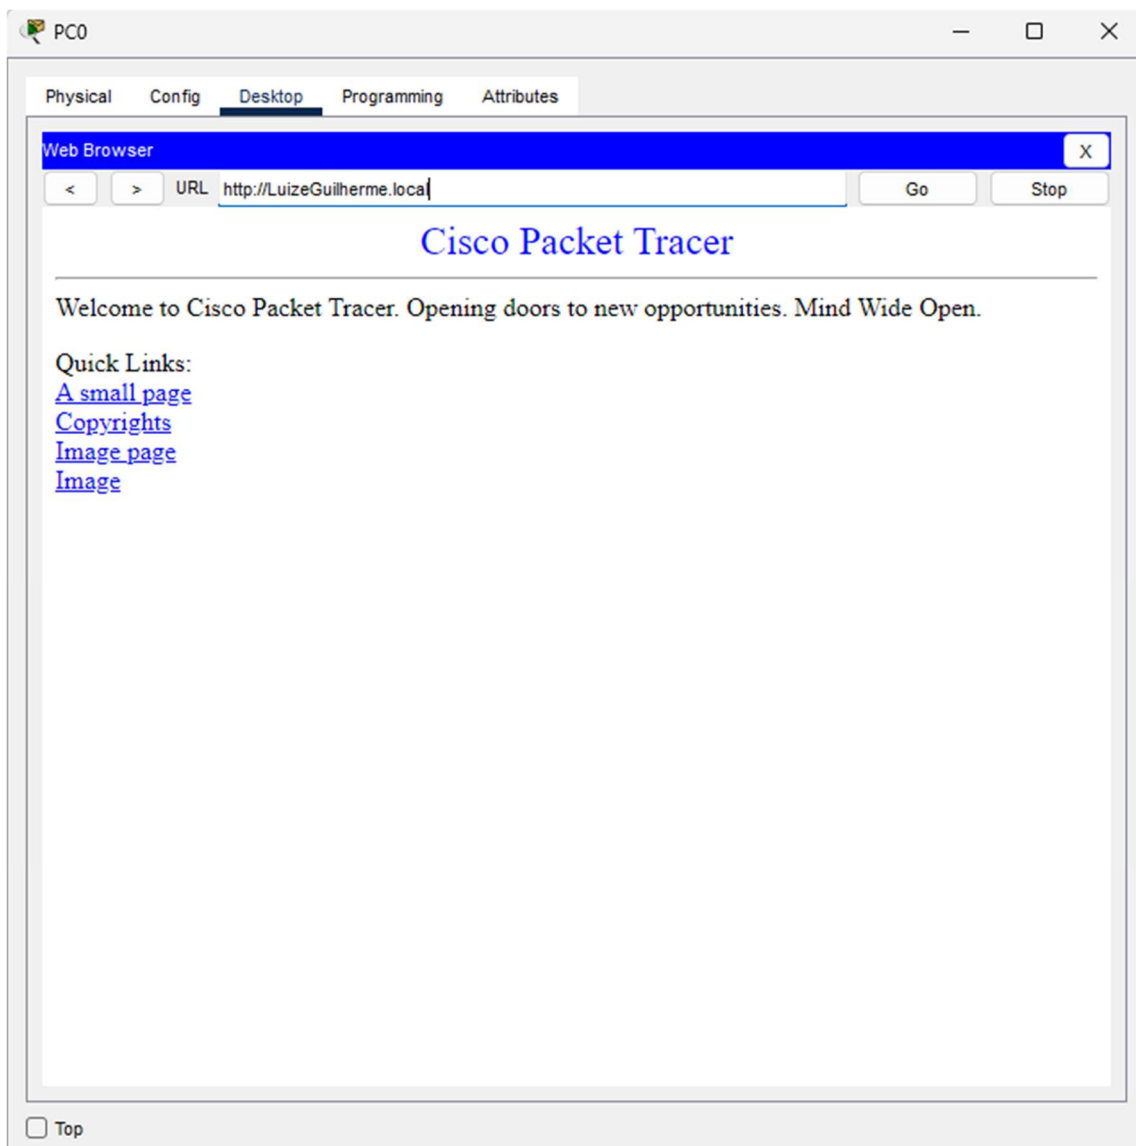 PC0
Physical Config Desktop Programming Attributes
Web Browser X
< > URL http://LuizeGuilherme.local Go Stop
Cisco Packet Tracer
Welcome to Cisco Packet Tracer. Opening doors to new opportunities. Mind Wide Open.
Quick Links:
A small page
Copyrights
Image page
Image
Top